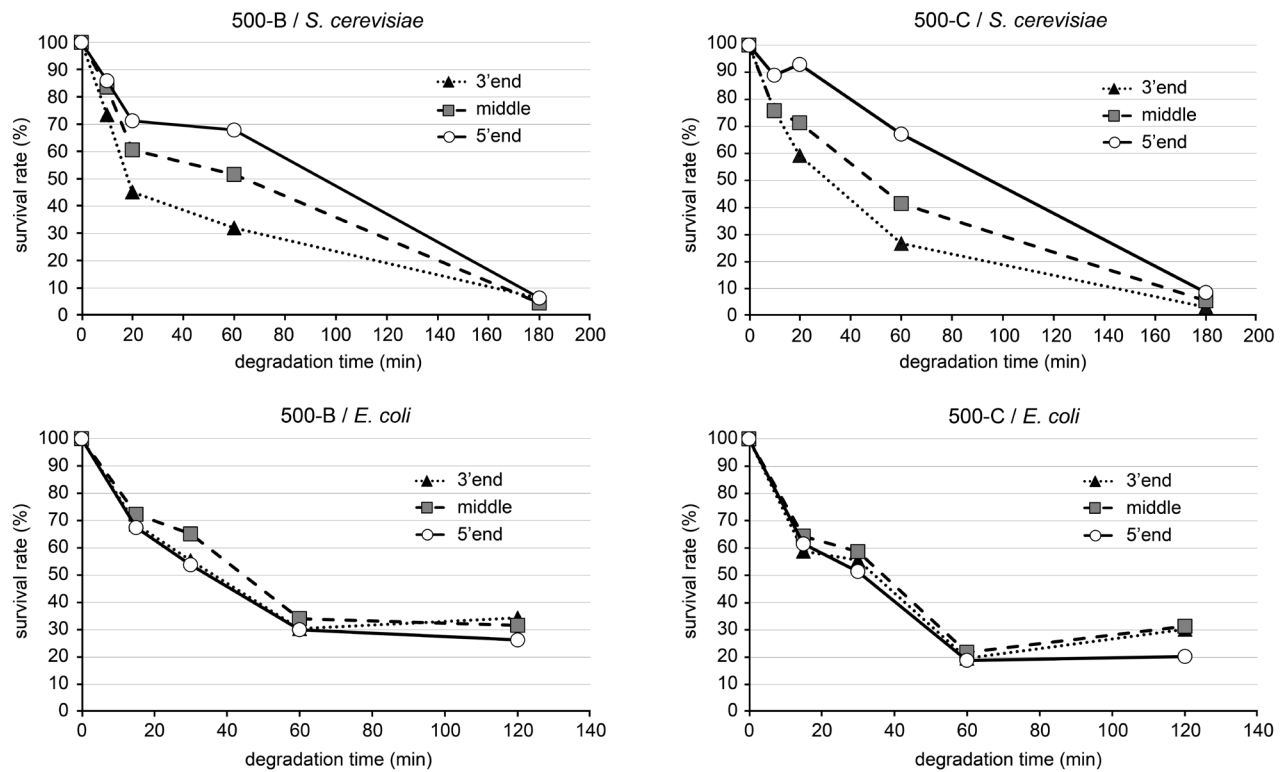 500-B / S. cerevisiae
100
90
80
70
60
50
40
30
20
10
0
survival rate (%)
3'end
middle
5'end
0 20 40 60 80 100 120 140 160 180 200
degradation time (min)
500-C / S. cerevisiae
100
90
80
70
60
50
40
30
20
10
0
survival rate (%)
3'end
middle
5'end
0 20 40 60 80 100 120 140 160 180 200
degradation time (min)
500-B / E. coli
100
90
80
70
60
50
40
30
20
10
0
survival rate (%)
3'end
middle
5'end
0 20 40 60 80 100 120 140
degradation time (min)
500-C / E. coli
100
90
80
70
60
50
40
30
20
10
0
survival rate (%)
3'end
middle
5'end
0 20 40 60 80 100 120 140
degradation time (min)